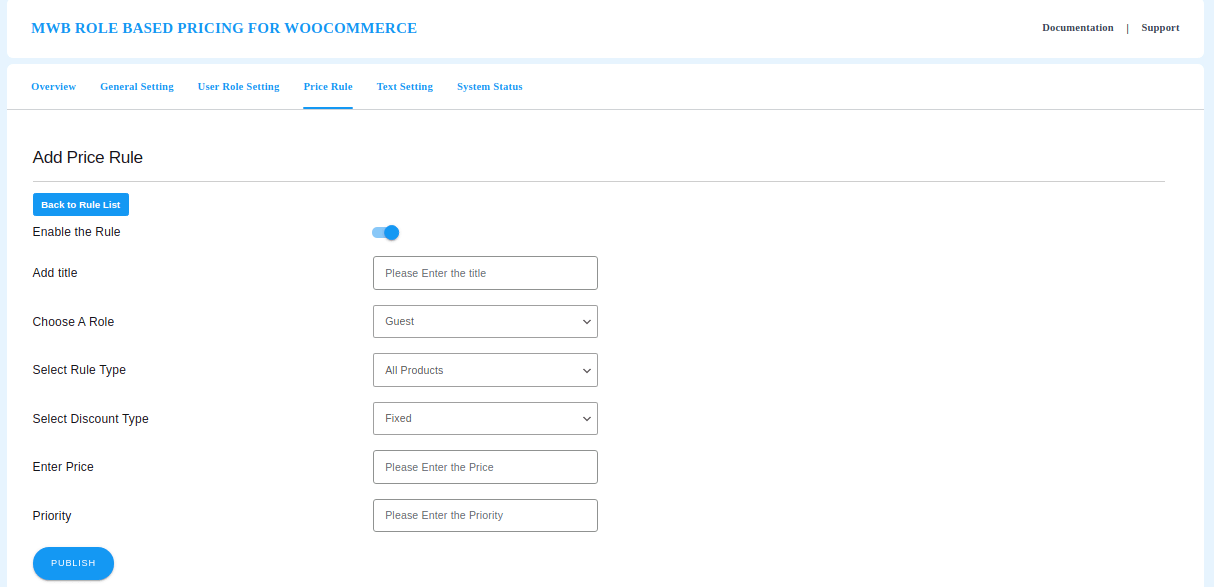 MWB ROLE BASED PRICING FOR WOOCOMMERCE
Documentation | Support
Overview General Setting User Role Setting Price Rule Text Setting System Status
Add Price Rule
Back to Rule List
Enable the Rule
Add title Please Enter the title
Choose A Role Guest
Select Rule Type All Products
Select Discount Type Fixed
Enter Price Please Enter the Price
Priority Please Enter the Priority
PUBLISH